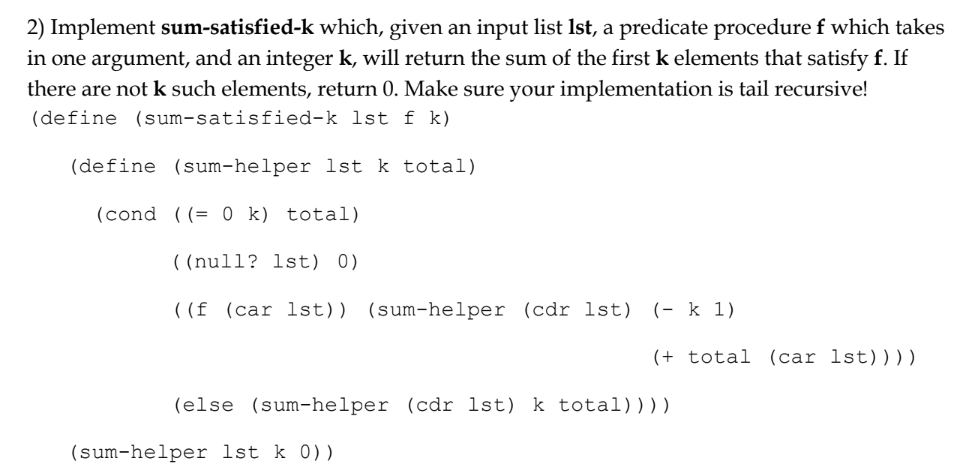 2) Implement sum-satisfied-k which, given an input list lst, a predicate procedure f which takes
in one argument, and an integer k, will return the sum of the first k elements that satisfy f. If
there are not k such elements, return 0. Make sure your implementation is tail recursive!
(define (sum-satisfied-k lst f k)
(define (sum-helper lst k total)
(cond ((= 0 k) total)
((null? lst) 0)
((f (car lst)) (sum-helper (cdr lst) (- k 1)
(+ total (car lst))))
(else (sum-helper (cdr lst) k total))))
(sum-helper lst k 0))